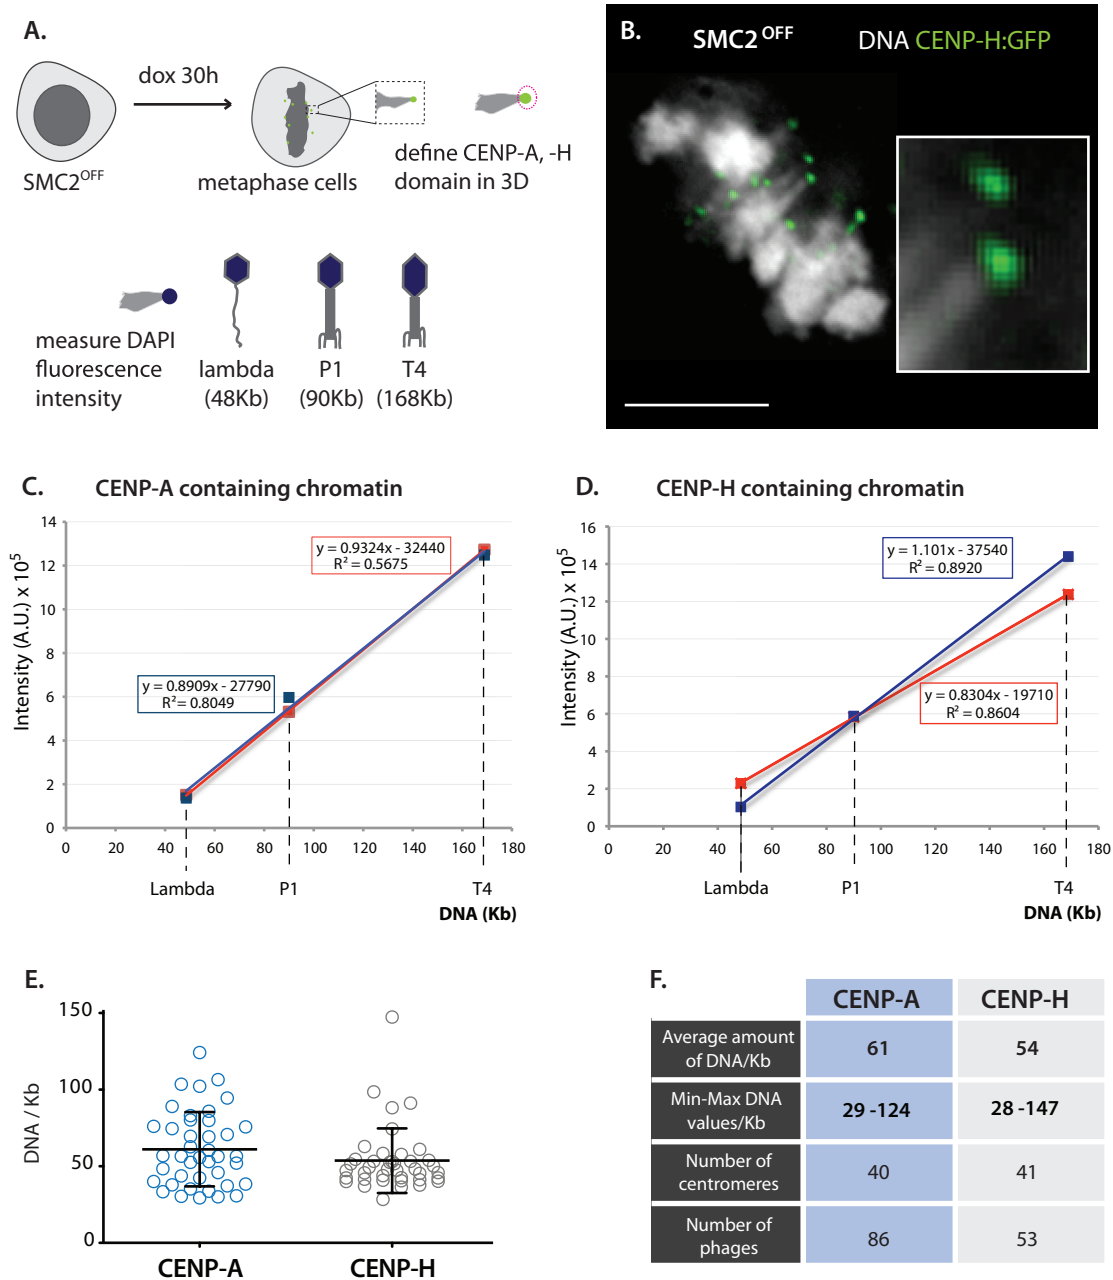 A.
dox 30h
SMC2OFF
metaphase cells
define CENP-A, -H
domain in 3D
measure DAPI
fluorescence
intensity
lambda
(48Kb)
P1
(90Kb)
T4
(168Kb)
B.
SMC2 OFF
DNA CENP-H:GFP
C.
CENP-A containing chromatin
Intensity (A.U.) x 10^5
14
12
10
8
6
4
2
0
y = 0.9324x - 32440
R² = 0.5675
y = 0.8909x - 27790
R²= 0.8049
0 20 40 60 80 100 120 140 160 180
Lambda P1 T4
DNA (Kb)
D.
CENP-H containing chromatin
Intensity (A.U.) x 10^5
16
14
12
10
8
6
4
2
0
y = 1.101x - 37540
R² = 0.8920
y = 0.8304x - 19710
R² = 0.8604
0 20 40 60 80 100 120 140 160 180
Lambda P1 T4
DNA (Kb)
E.
DNA / Kb
150
100
50
0
CENP-A CENP-H
F.
CENP-A CENP-H
Average amount
of DNA/Kb
61 54
Min-Max DNA
values/Kb
29 -124 28 -147
Number of
centromeres
40 41
Number of
phages
86 53